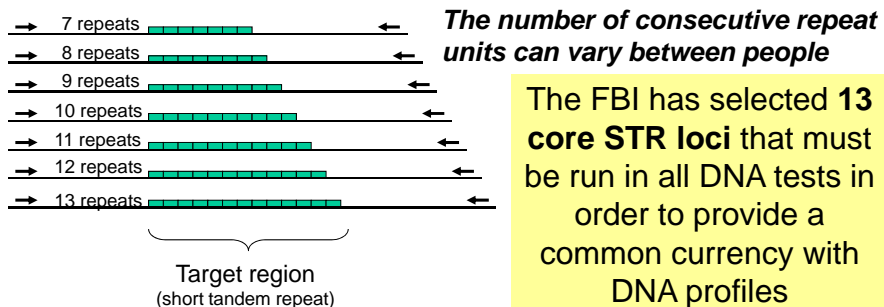 7 repeats
8 repeats
9 repeats
10 repeats
11 repeats
12 repeats
13 repeats
Target region
(short tandem repeat)
The number of consecutive repeat
units can vary between people
The FBI has selected 13
core STR loci that must
be run in all DNA tests in
order to provide a
common currency with
DNA profiles